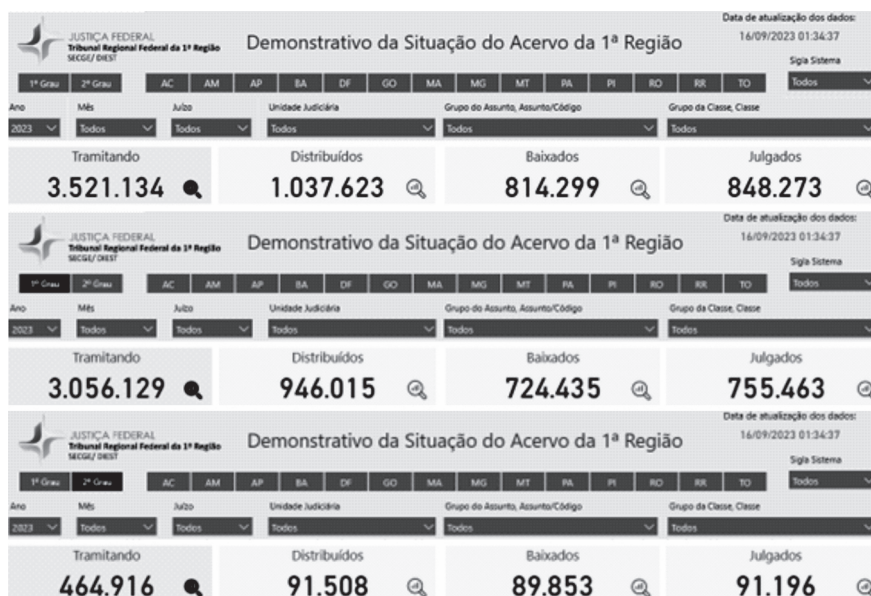 Data de atualização dos dados:
JUSTIÇA FEDERAL
Tribunal Regional Federal da 1ª Região
SECGE/ DIEST
Demonstrativo da Situação do Acervo da 1ª Região
16/09/2023 01:34:37
Sigla Sistema
1º Grau 2º Grau AC AM AP BA DF GO MA MG MT PA PI RO RR TO Todos
Ano Mês Juízo Unidade Judiciária Grupo do Assunto, Assunto/Código Grupo da Classe, Classe
2023 Todos Todos Todos Todos Todos
Tramitando Distribuídos Baixados Julgados
3.521.134 1.037.623 814.299 848.273
Data de atualização dos dados:
JUSTIÇA FEDERAL
Tribunal Regional Federal da 1ª Região
SECGE/ DIEST
Demonstrativo da Situação do Acervo da 1ª Região
16/09/2023 01:34:37
Sigla Sistema
1º Grau 2º Grau AC AM AP BA DF GO MA MG MT PA PI RO RR TO Todos
Ano Mês Juízo Unidade Judiciária Grupo do Assunto, Assunto/Código Grupo da Classe, Classe
2023 Todos Todos Todos Todos Todos
Tramitando Distribuídos Baixados Julgados
3.056.129 946.015 724.435 755.463
Data de atualização dos dados:
JUSTIÇA FEDERAL
Tribunal Regional Federal da 1ª Região
SECGE/ DIEST
Demonstrativo da Situação do Acervo da 1ª Região
16/09/2023 01:34:37
Sigla Sistema
1º Grau 2º Grau AC AM AP BA DF GO MA MG MT PA PI RO RR TO Todos
Ano Mês Juízo Unidade Judiciária Grupo do Assunto, Assunto/Código Grupo da Classe, Classe
2023 Todos Todos Todos Todos Todos
Tramitando Distribuídos Baixados Julgados
464.916 91.508 89.853 91.196